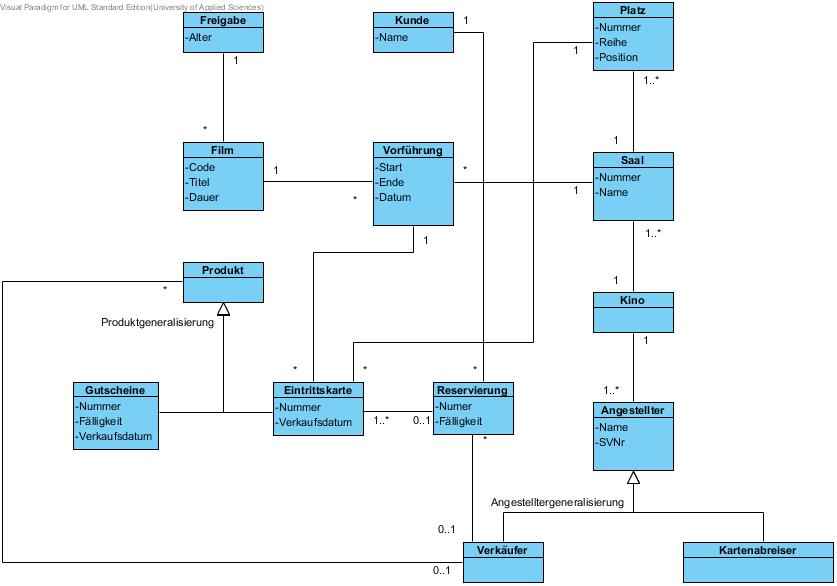 Visual Paradigm for UML Standard Edition(University of Applied Sciences)
Freigabe
-Alter
1
*
Kunde
-Name
1
Platz
-Nummer
-Reihe
-Position
1
1..*
1
Film
-Code
-Titel
-Dauer
1
*
Vorführung
-Start
-Ende
-Datum
*
1
1
Saal
-Nummer
-Name
1..*
1
Produkt
*
Produktgeneralisierung
Kino
1
1..*
Gutscheine
-Nummer
-Fälligkeit
-Verkaufsdatum
*
*
Eintrittskarte
-Nummer
-Verkaufsdatum
1..*
0..1
*
Reservierung
-Numer
-Fälligkeit
*
Angestellter
-Name
-SVNr
Angestelltergeneralisierung
0..1
0..1
Verkäufer
Kartenabreiser